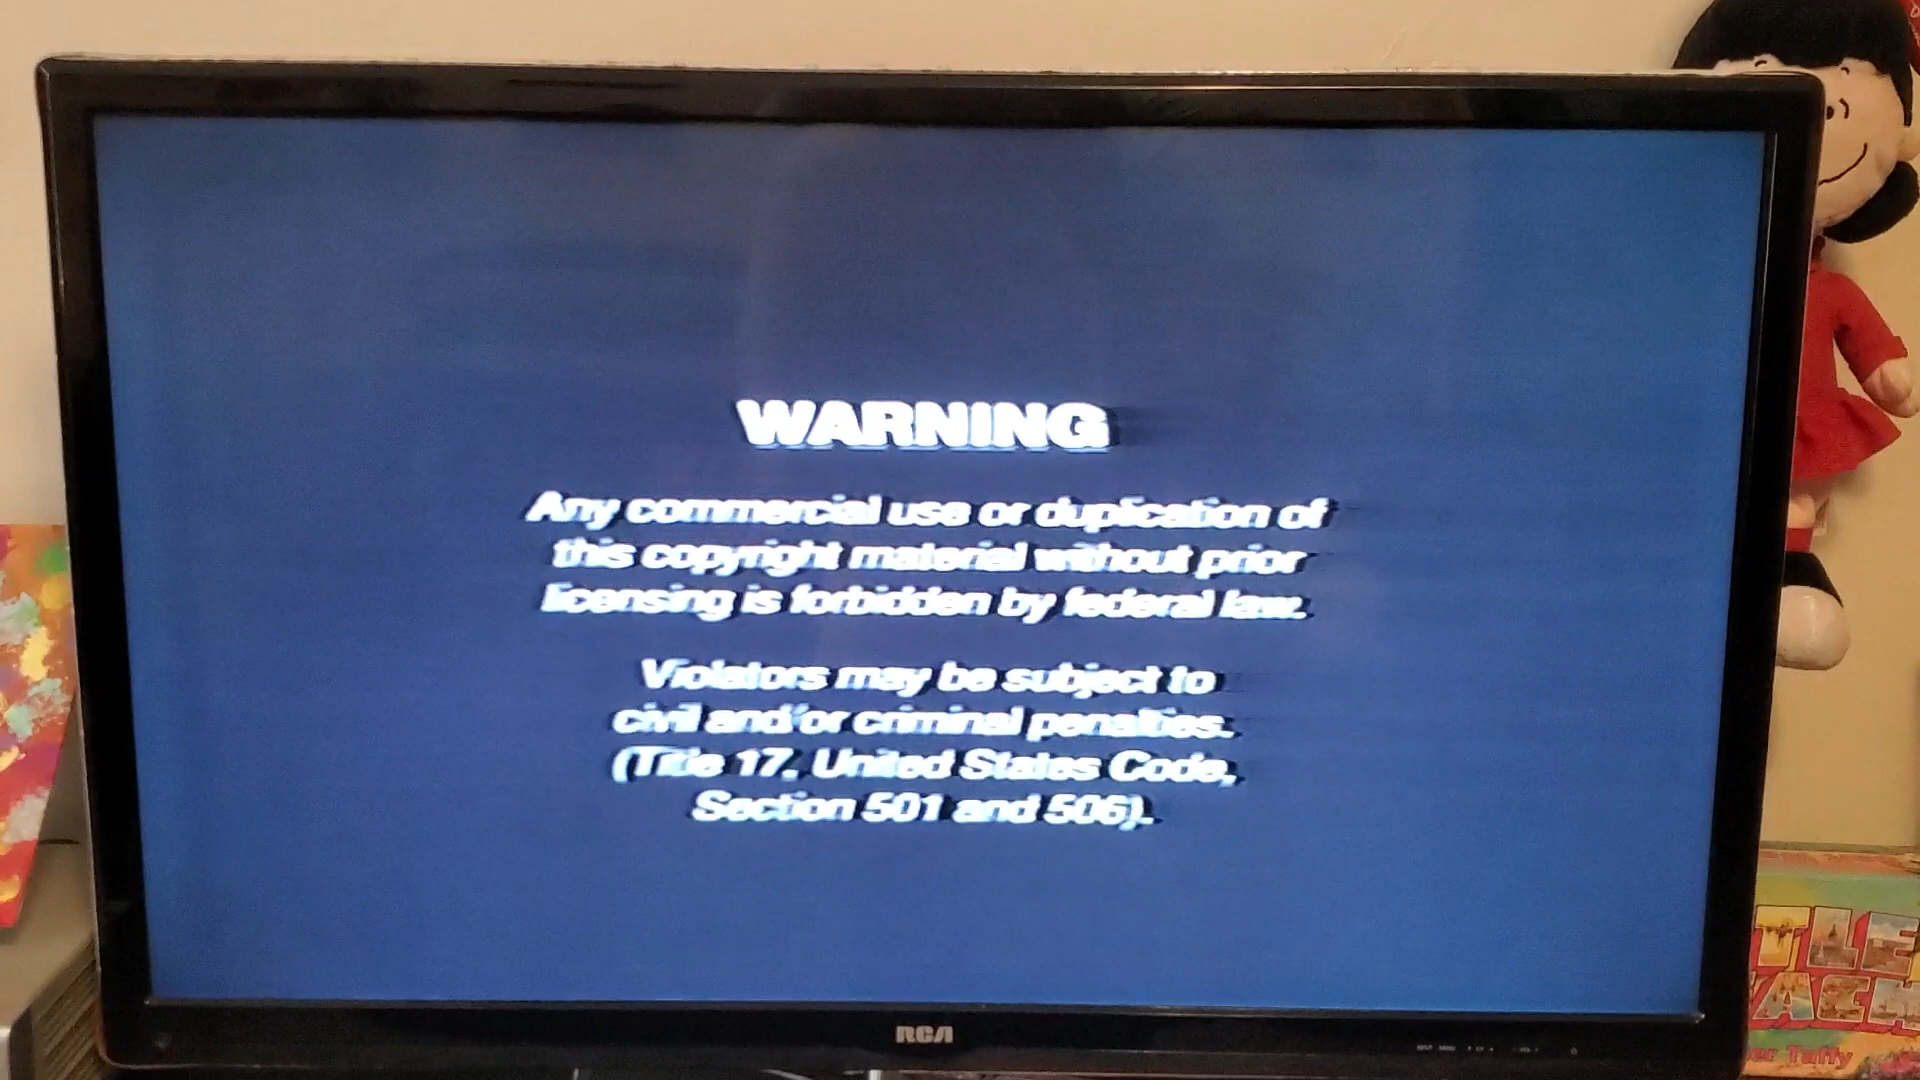 WARNING
Any commercial use or duplication of
this copyright material without prior
licensing is forbidden by federal law.
Violators may be subject to
civil and/or criminal penalties.
(Title 17, United States Code,
Section 501 and 506).
RCA
TLE
Taffy